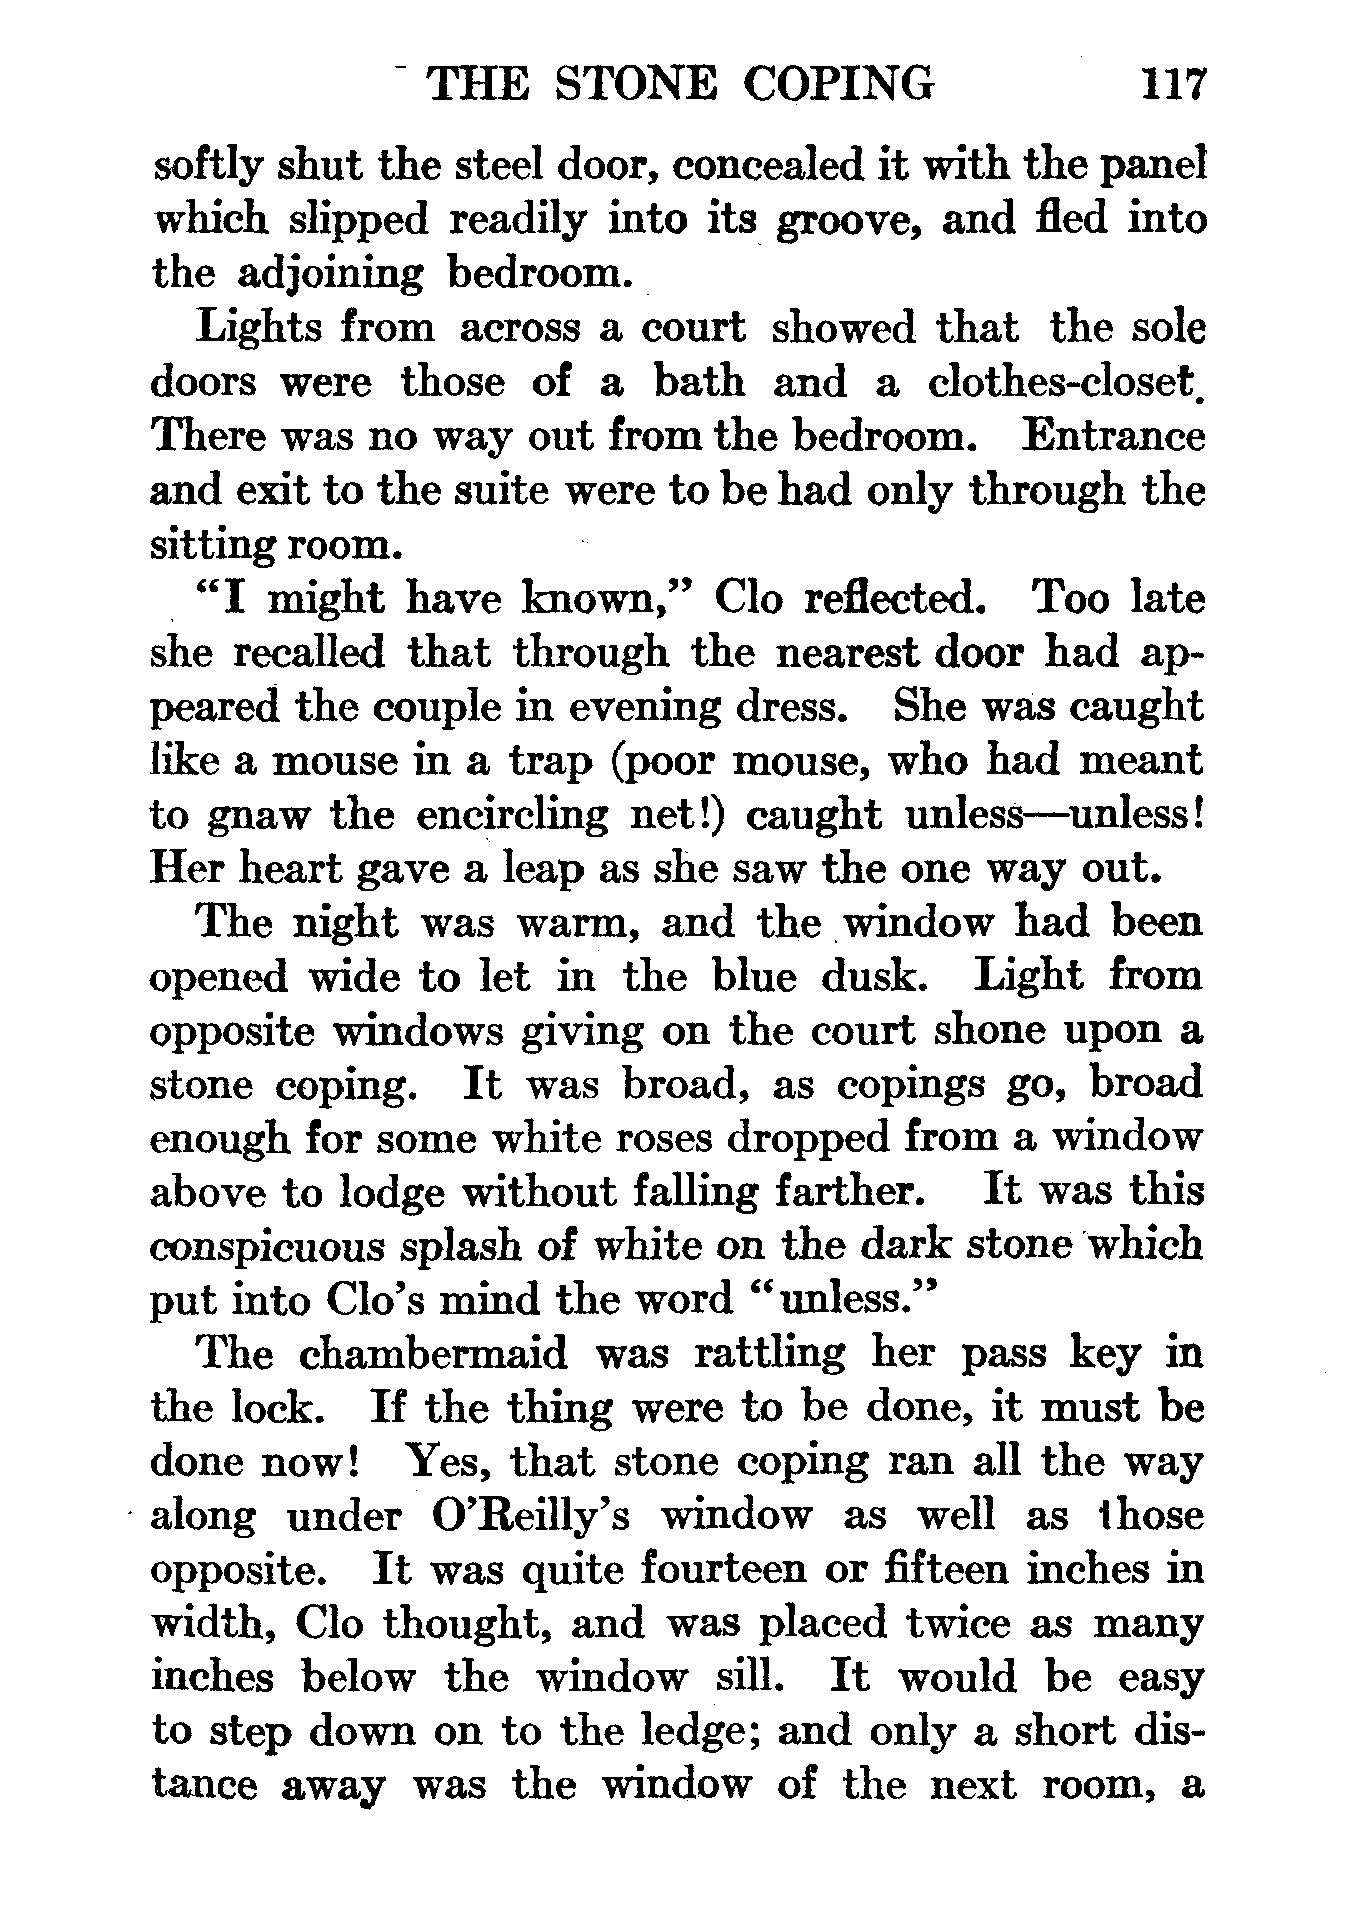 THE STONE COPING 117
softly shut the steel door, concealed it with the panel
which slipped readily into its groove, and fled into
the adjoining bedroom.
Lights from across a court showed that the sole
doors were those of a bath and a clothes-closet.
There was no way out from the bedroom. Entrance
and exit to the suite were to be had only through the
sitting room.
“I might have known,” Clo reflected. Too late
she recalled that through the nearest door had ap-
peared the couple in evening dress. She was caught
like a mouse in a trap (poor mouse, who had meant
to gnaw the encircling net!) caught unless—unless!
Her heart gave a leap as she saw the one way out.
The night was warm, and the window had been
opened wide to let in the blue dusk. Light from
opposite windows giving on the court shone upon a
stone coping. It was broad, as copings go, broad
enough for some white roses dropped from a window
above to lodge without falling farther. It was this
conspicuous splash of white on the dark stone which
put into Clo’s mind the word “unless.”
The chambermaid was rattling her pass key in
the lock. If the thing were to be done, it must be
done now! Yes, that stone coping ran all the way
along under O’Reilly’s window as well as those
opposite. It was quite fourteen or fifteen inches in
width, Clo thought, and was placed twice as many
inches below the window sill. It would be easy
to step down on to the ledge; and only a short dis-
tance away was the window of the next room, a